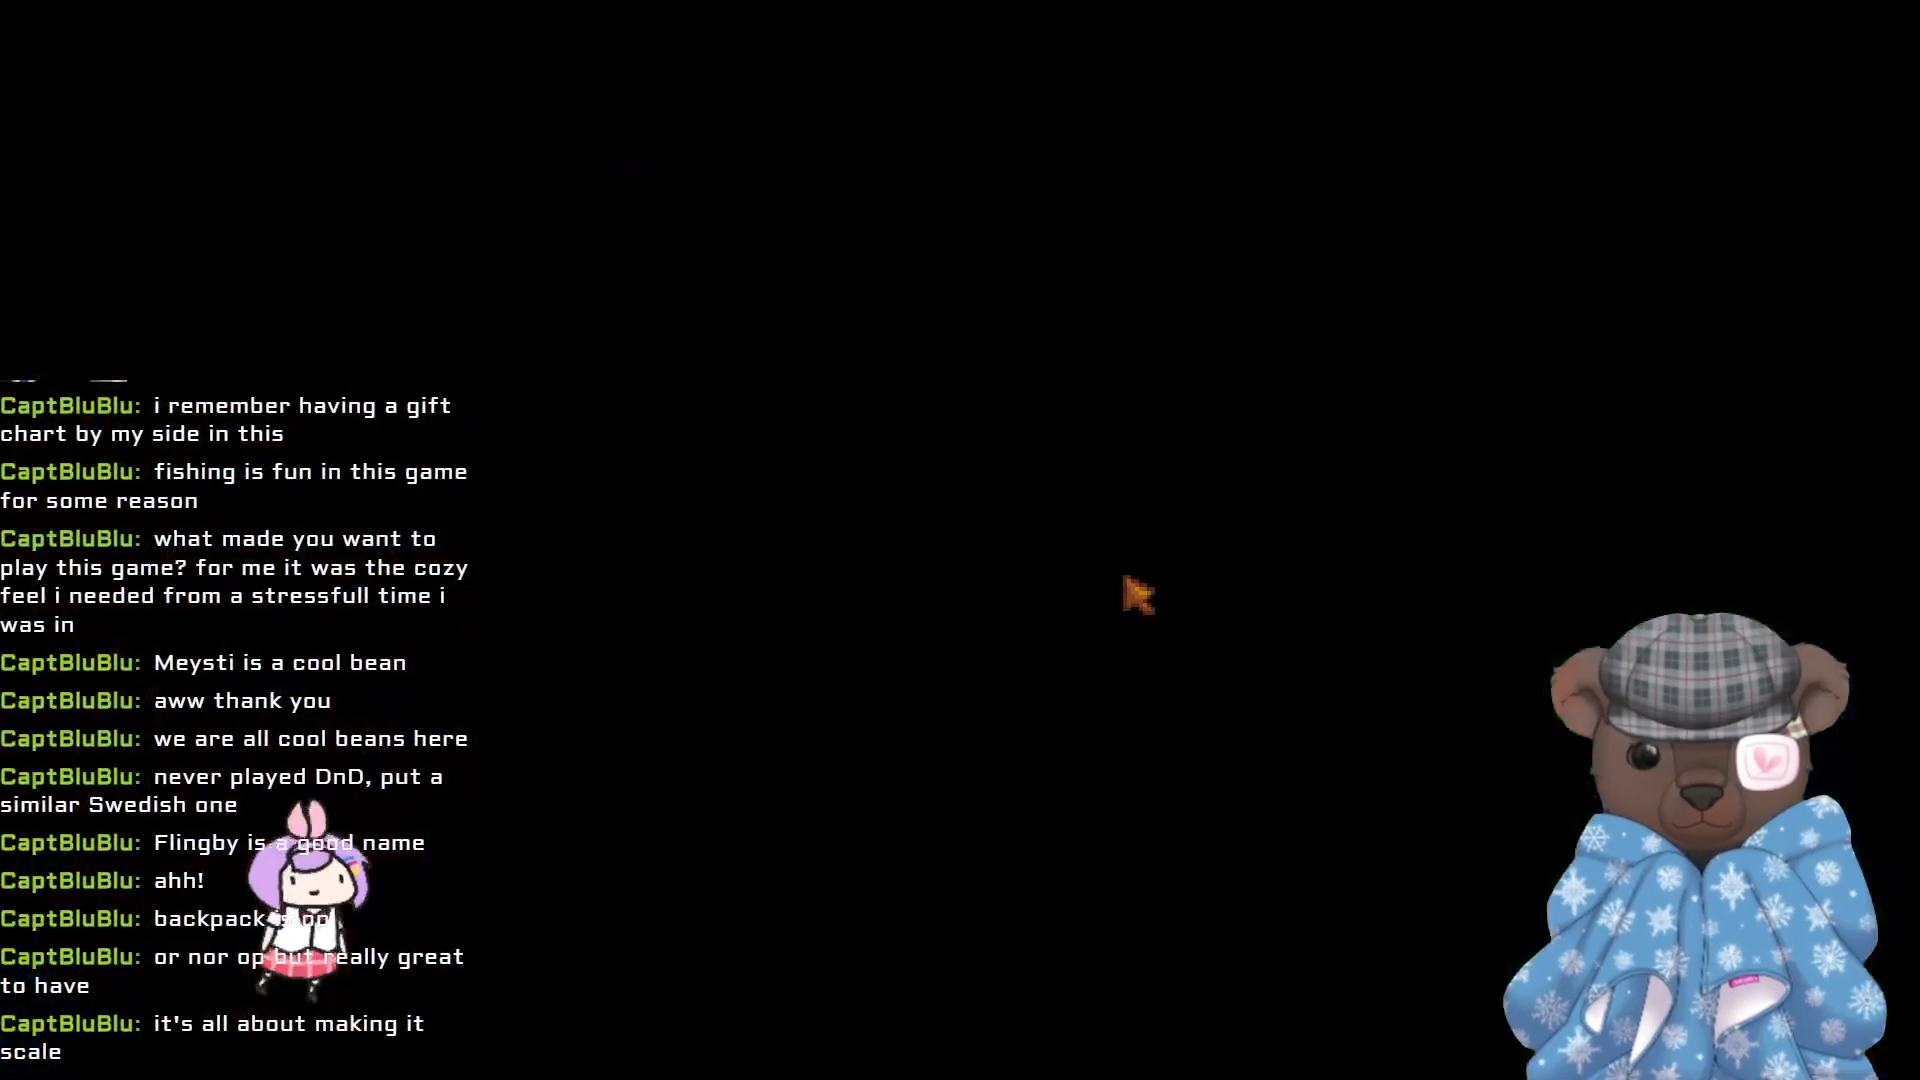 CaptBluBlu: i remember having a gift
chart by my side in this
CaptBluBlu: fishing is fun in this game
for some reason
CaptBluBlu: what made you want to
play this game? for me it was the cozy
feel i needed from a stressfull time i
was in
CaptBluBlu: Meysti is a cool bean
CaptBluBlu: aww thank you
CaptBluBlu: we are all cool beans here
CaptBluBlu: never played DnD, put a
similar Swedish one
CaptBluBlu: Flingby is a good name
CaptBluBlu: ahh!
CaptBluBlu: backpack is op
CaptBluBlu: or nor op but really great
to have
CaptBluBlu: it's all about making it
scale